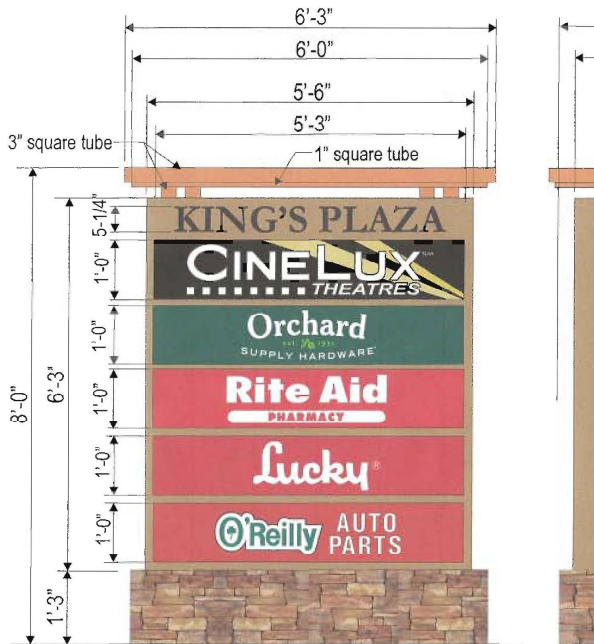 6'-3"
6'-0"
5'-6"
5'-3"
3" square tube
1" square tube
5-1/4"
KING'S PLAZA
1'-0"
CINELUX
THEATRES
1'-0"
Orchard
est. 1931
SUPPLY HARDWARE
1'-0"
Rite Aid
PHARMACY
1'-0"
Lucky®
1'-0"
O'Reilly AUTO
PARTS
8'-0"
6'-3"
1'-3"